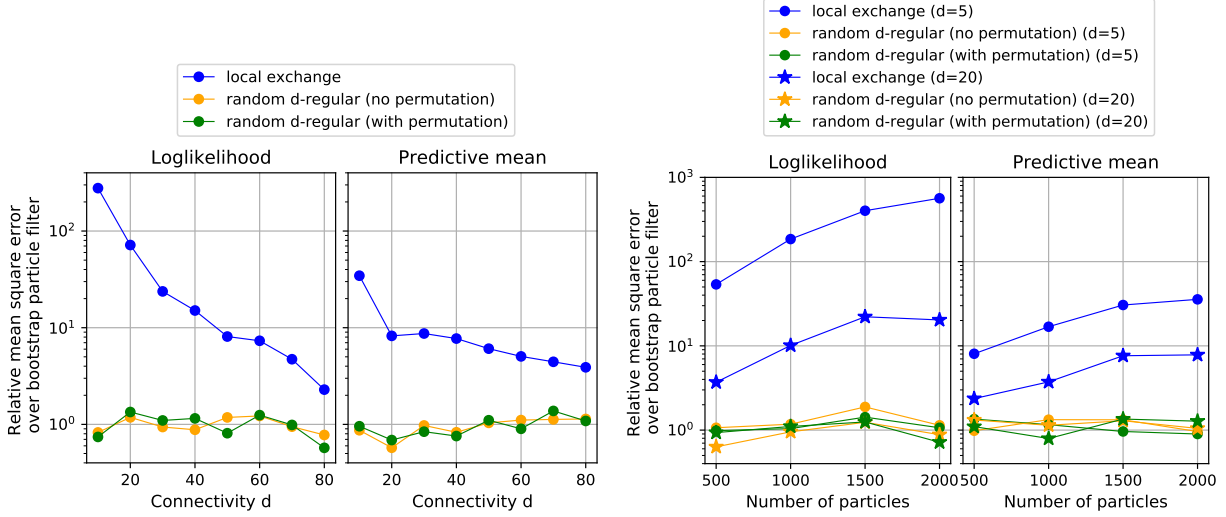 local exchange
random d-regular (no permutation)
random d-regular (with permutation)
Loglikelihood
Predictive mean
Relative mean square error
over bootstrap particle filter
10²
10¹
10⁰
20 40 60 80
20 40 60 80
Connectivity d
Connectivity d
local exchange (d=5)
random d-regular (no permutation) (d=5)
random d-regular (with permutation) (d=5)
local exchange (d=20)
random d-regular (no permutation) (d=20)
random d-regular (with permutation) (d=20)
Loglikelihood
Predictive mean
Relative mean square error
over bootstrap particle filter
10³
10²
10¹
10⁰
500 1000 1500 2000
500 1000 1500 2000
Number of particles
Number of particles